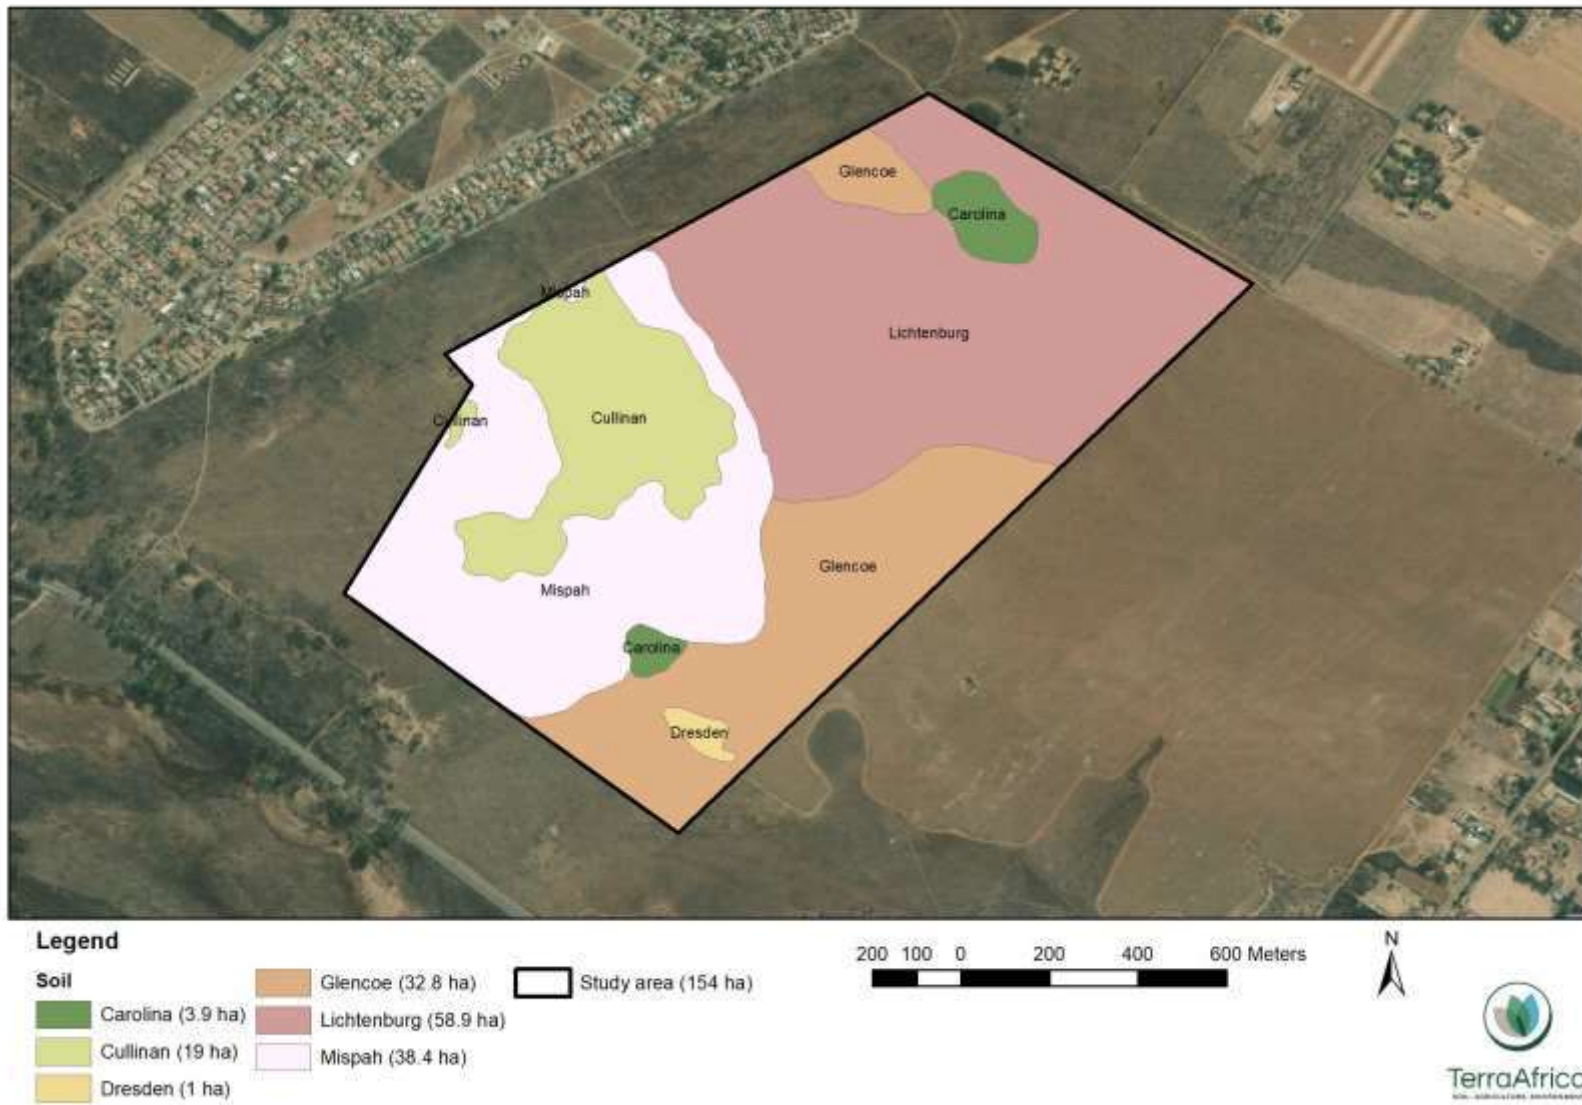 Glencoe
Carolina
Mispah
Lichtenburg
Cullinan
Cullinan
Glencoe
Mispah
Carolina
Dresden
Legend
Soil
Carolina (3.9 ha)
Cullinan (19 ha)
Dresden (1 ha)
Glencoe (32.8 ha)
Lichtenburg (58.9 ha)
Mispah (38.4 ha)
Study area (154 ha)
200 100 0 200 400 600 Meters
N
TerraAfrica